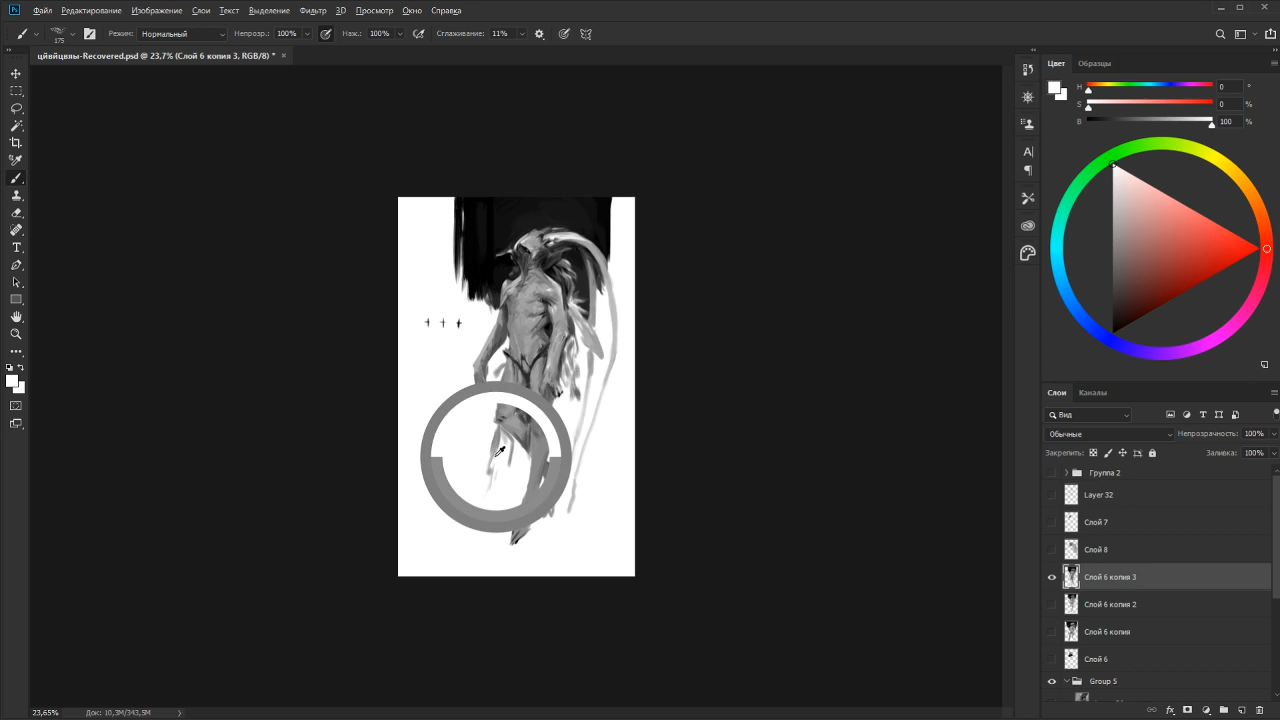 Ps Файл Редактирование Изображение Слои Текст Выделение Фильтр 3D Просмотр Окно Справка
175 Режим: Нормальный Непрозр.: 100% Наж.: 100% Сглаживание: 11%
цйвйцвяы-Recovered.psd @ 23,7% (Слой 6 копия 3, RGB/8) * ×
Цвет Образцы
H 0 °
S 0 %
B 100 %
Слои Каналы
Вид
Обычные Непрозрачность: 100%
Закрепить: Заливка: 100%
Группа 2
Layer 32
Слой 7
Слой 8
Слой 6 копия 3
Слой 6 копия 2
Слой 6 копия
Слой 6
Group 5
23,65% Док: 10,3M/343,5M